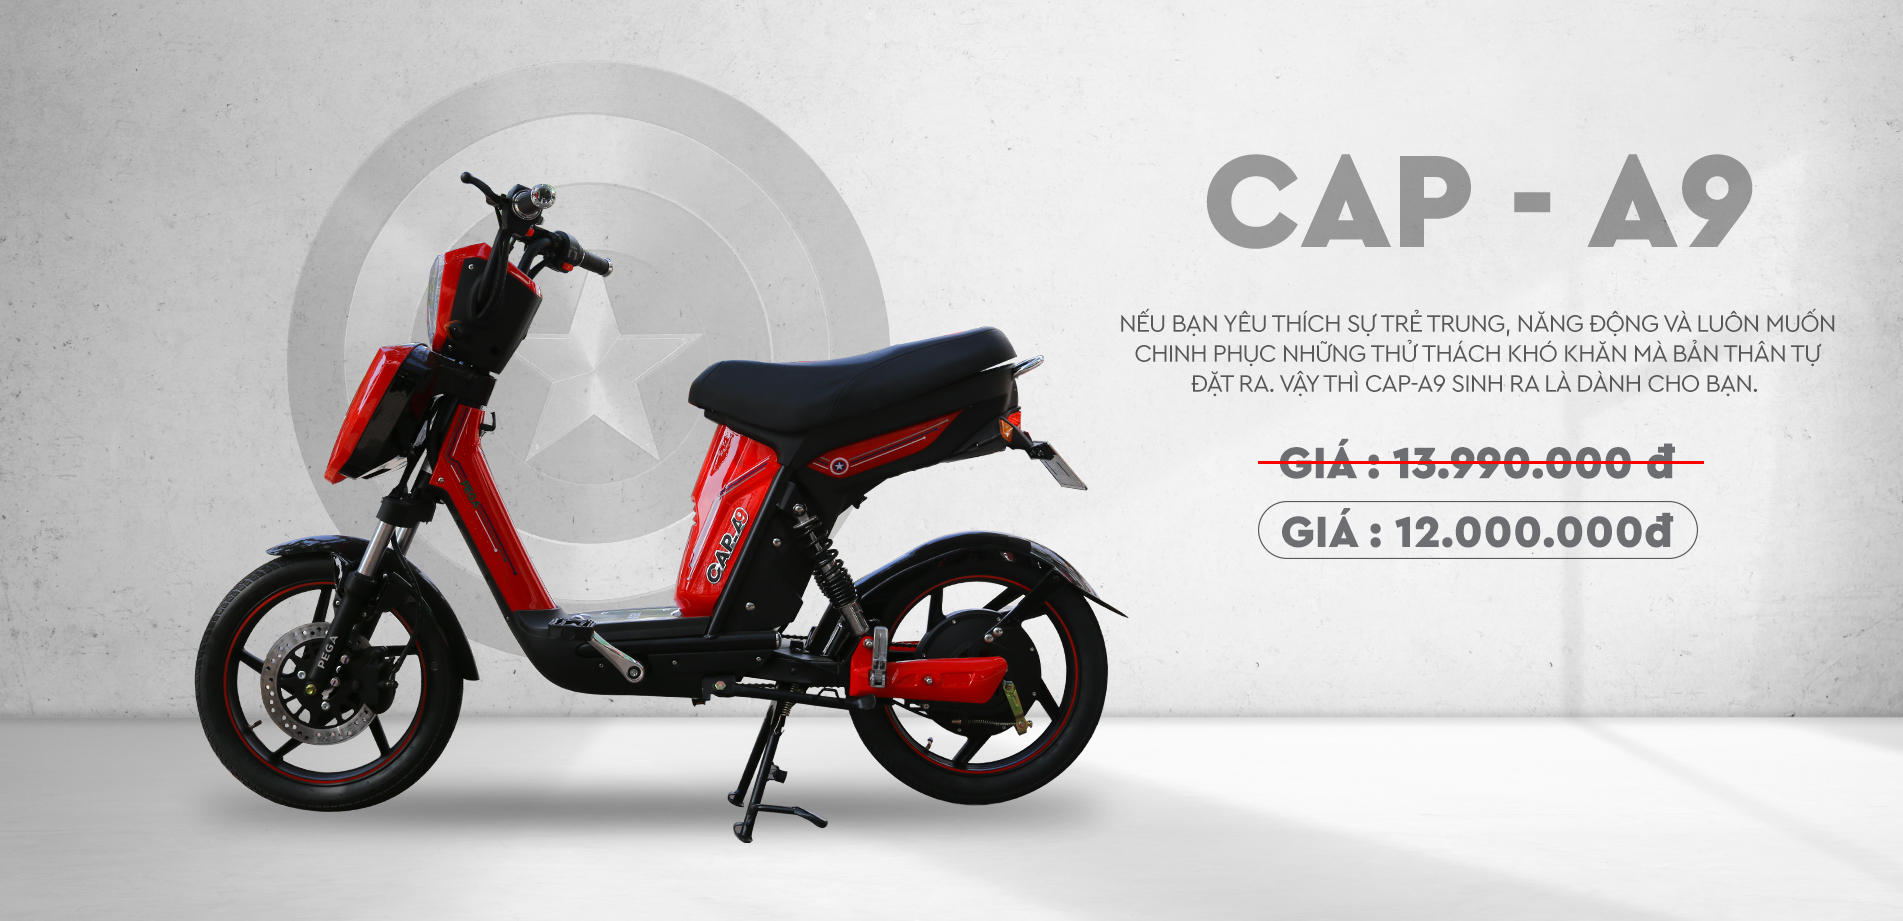 CAP - A9
NẾU BẠN YÊU THÍCH SỰ TRẺ TRUNG, NĂNG ĐỘNG VÀ LUÔN MUỐN
CHINH PHỤC NHỮNG THỬ THÁCH KHÓ KHĂN MÀ BẢN THÂN TỰ
ĐẶT RA. VẬY THÌ CAP-A9 SINH RA LÀ DÀNH CHO BẠN.
GIÁ : 13.990.000 đ
GIÁ : 12.000.000đ
PEGA
CAP-A9
PEGA